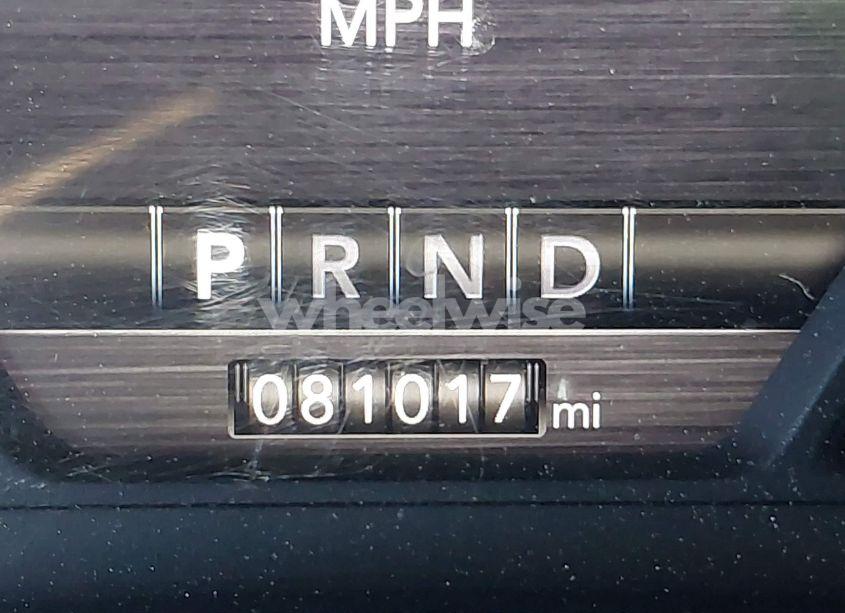 MPH
P R N D
wheelwise
081017 mi